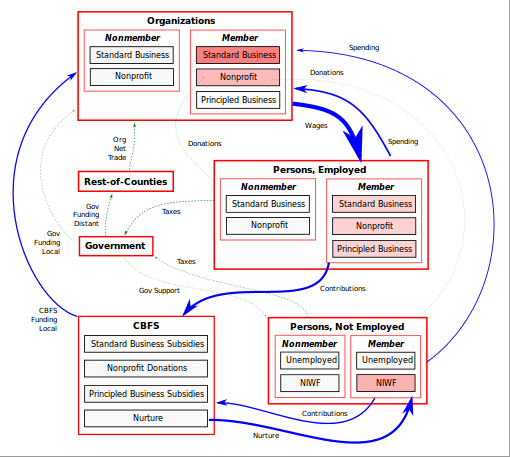 Organizations
Nonmember
Member
Standard Business
Standard Business
Nonprofit
Nonprofit
Principled Business
Spending
Donations
Wages
Spending
Donations
Org
Net
Trade
Persons, Employed
Nonmember
Member
Standard Business
Standard Business
Nonprofit
Nonprofit
Principled Business
Rest-of-Counties
Gov
Funding
Distant
Taxes
Government
Gov
Funding
Local
Taxes
Gov Support
Contributions
CBFS
Funding
Local
CBFS
Standard Business Subsidies
Nonprofit Donations
Principled Business Subsidies
Nurture
Persons, Not Employed
Nonmember
Member
Unemployed
Unemployed
NIWF
NIWF
Contributions
Nurture